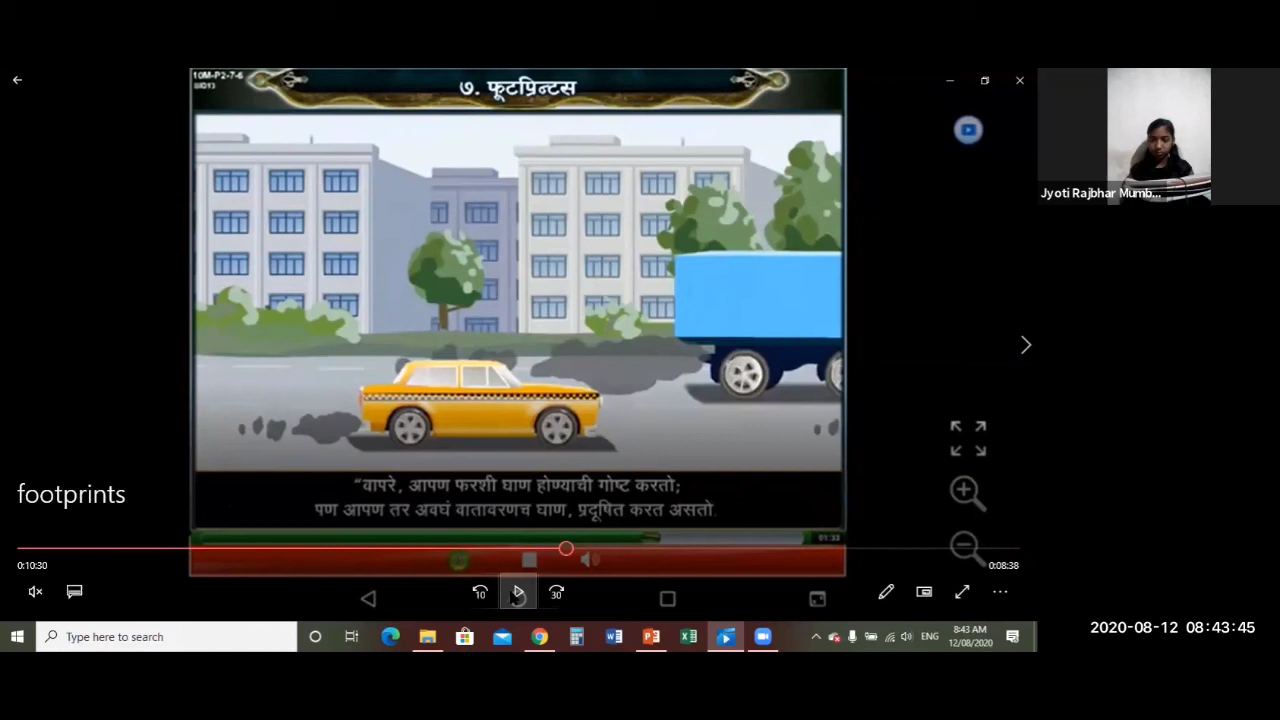 10M-P2-7-6
७. फूटप्रिन्टस
Jyoti Rajbhar Mumb...
“वापरे, आपण फरशी घाण होण्याची गोष्ट करतो;
पण आपण तर अवघं वातावरणच घाण, प्रदूषित करत असतो.
footprints
01:33
0:10:30
0:08:38
10
30
Type here to search
ENG
8:43 AM
12/08/2020
2020-08-12 08:43:45